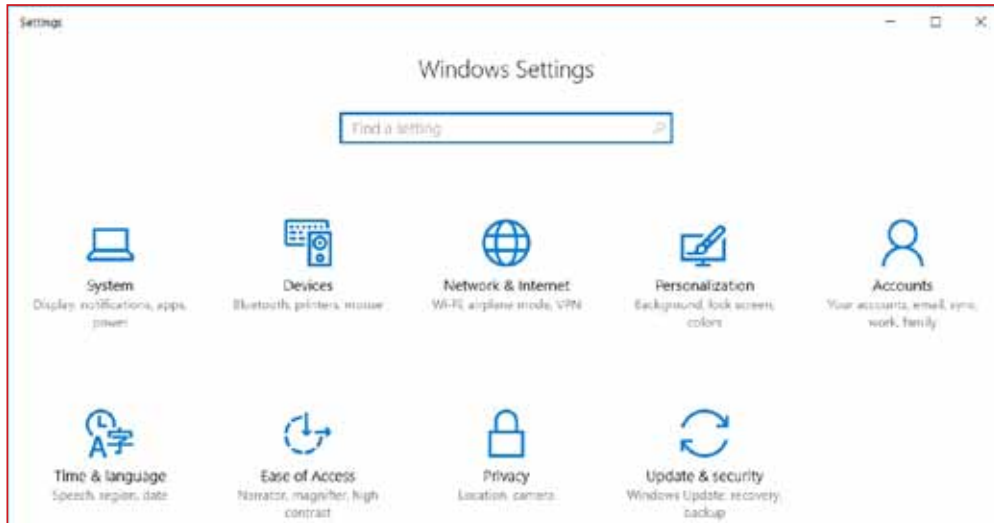 Settings
Windows Settings
Find a setting
System
Display, notifications, apps,
power
Devices
Bluetooth, printers, mouse
Network & Internet
Wi-Fi, airplane mode, VPN
Personalization
Background, lock screen,
colors
Accounts
Your accounts, email, sync,
work, family
A字
Time & language
Speech, region, date
Ease of Access
Narrator, magnifier, high
contrast
Privacy
Location, camera
Update & security
Windows Update, recovery,
backup